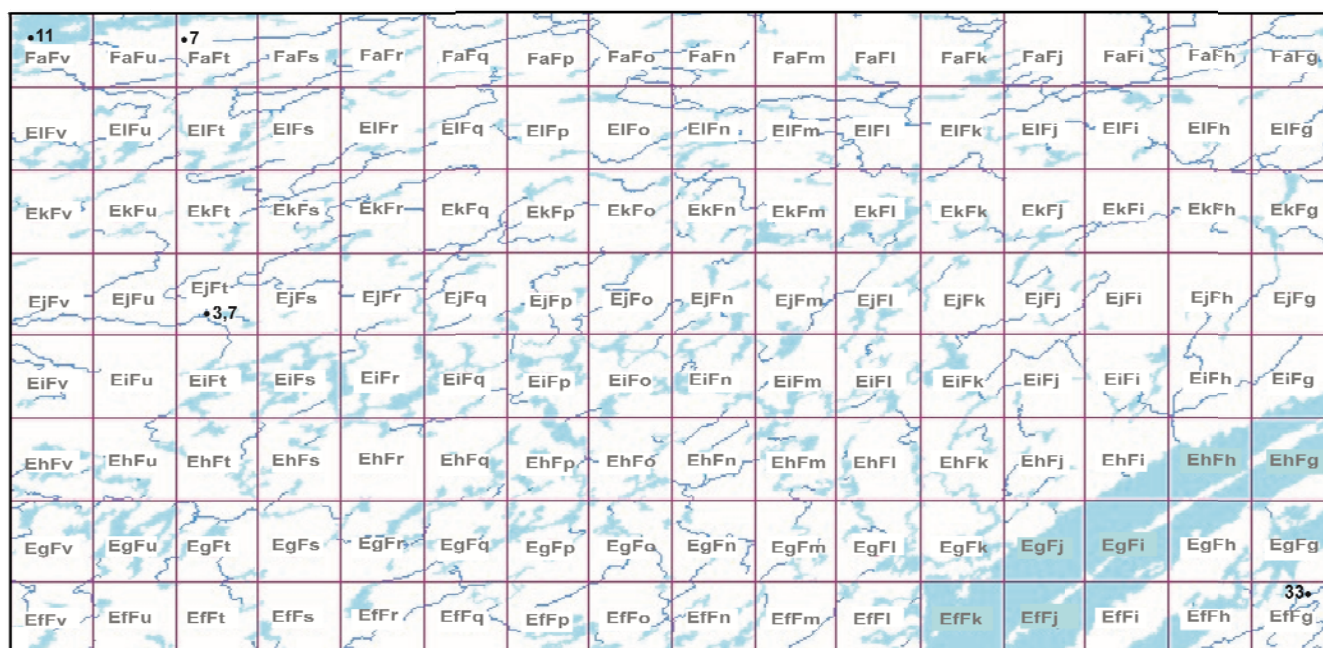 11 7
FaFv FaFu FaFt FaFs FaFr FaFq FaFp FaFo FaFn FaFm FaFl FaFk FaFj FaFi FaFh FaFg
ElFv ElFu ElFt ElFs ElFr ElFq ElFp ElFo ElFn ElFm ElFl ElFk ElFj ElFi ElFh ElFg
EkFv EkFu EkFt EkFs EkFr EkFq EkFp EkFo EkFn EkFm EkFl EkFk EkFj EkFi EkFh EkFg
EjFv EjFu EjFt EjFs EjFr EjFq EjFp EjFo EjFn EjFm EjFl EjFk EjFj EjFi EjFh EjFg
3,7
EiFv EiFu EiFt EiFs EiFr EiFq EiFp EiFo EiFn EiFm EiFl EiFk EiFj EiFi EiFh EiFg
EhFv EhFu EhFt EhFs EhFr EhFq EhFp EhFo EhFn EhFm EhFl EhFk EhFj EhFi EhFh EhFg
EgFv EgFu EgFt EgFs EgFr EgFq EgFp EgFo EgFn EgFm EgFl EgFk EgFj EgFi EgFh EgFg
33
EfFv EfFu EfFt EfFs EfFr EfFq EfFp EfFo EfFn EfFm EfFl EfFk EfFj EfFi EfFh EfFg